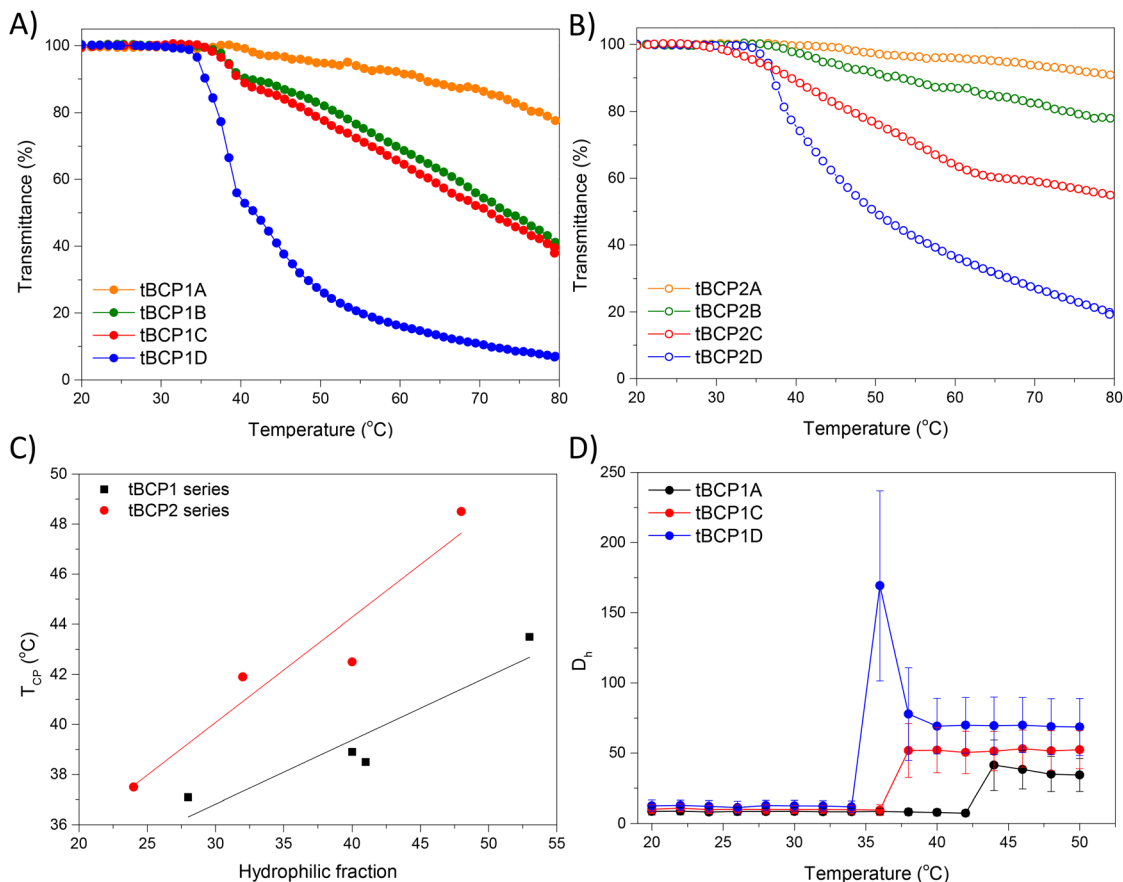 A)
100
80
60
40
20
0
Transmittance (%)
tBCP1A
tBCP1B
tBCP1C
tBCP1D
20 30 40 50 60 70 80
Temperature (°C)
B)
100
80
60
40
20
0
Transmittance (%)
tBCP2A
tBCP2B
tBCP2C
tBCP2D
20 30 40 50 60 70 80
Temperature (°C)
C)
50
48
46
44
42
40
38
36
T_CP (°C)
tBCP1 series
tBCP2 series
20 25 30 35 40 45 50 55
Hydrophilic fraction
D)
250
200
150
100
50
0
D_h
tBCP1A
tBCP1C
tBCP1D
20 25 30 35 40 45 50
Temperature (°C)